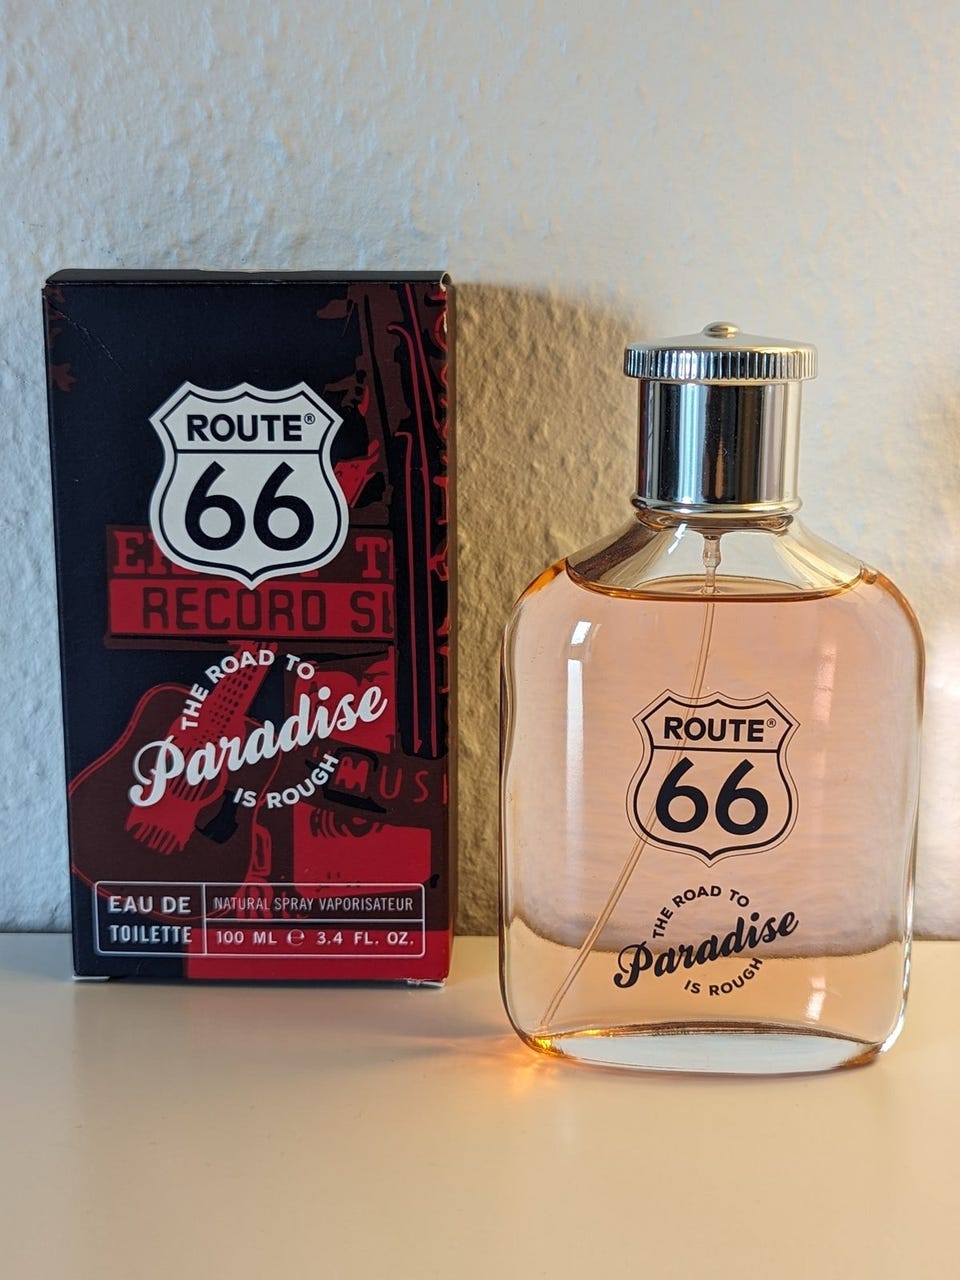 ROUTE®
66
RECORD
THE ROAD TO
Paradise
IS ROUGH
MUSI
EAU DE
TOILETTE
NATURAL SPRAY VAPORISATEUR
100 ML ℮ 3.4 FL. OZ.
ROUTE®
66
THE ROAD TO
Paradise
IS ROUGH